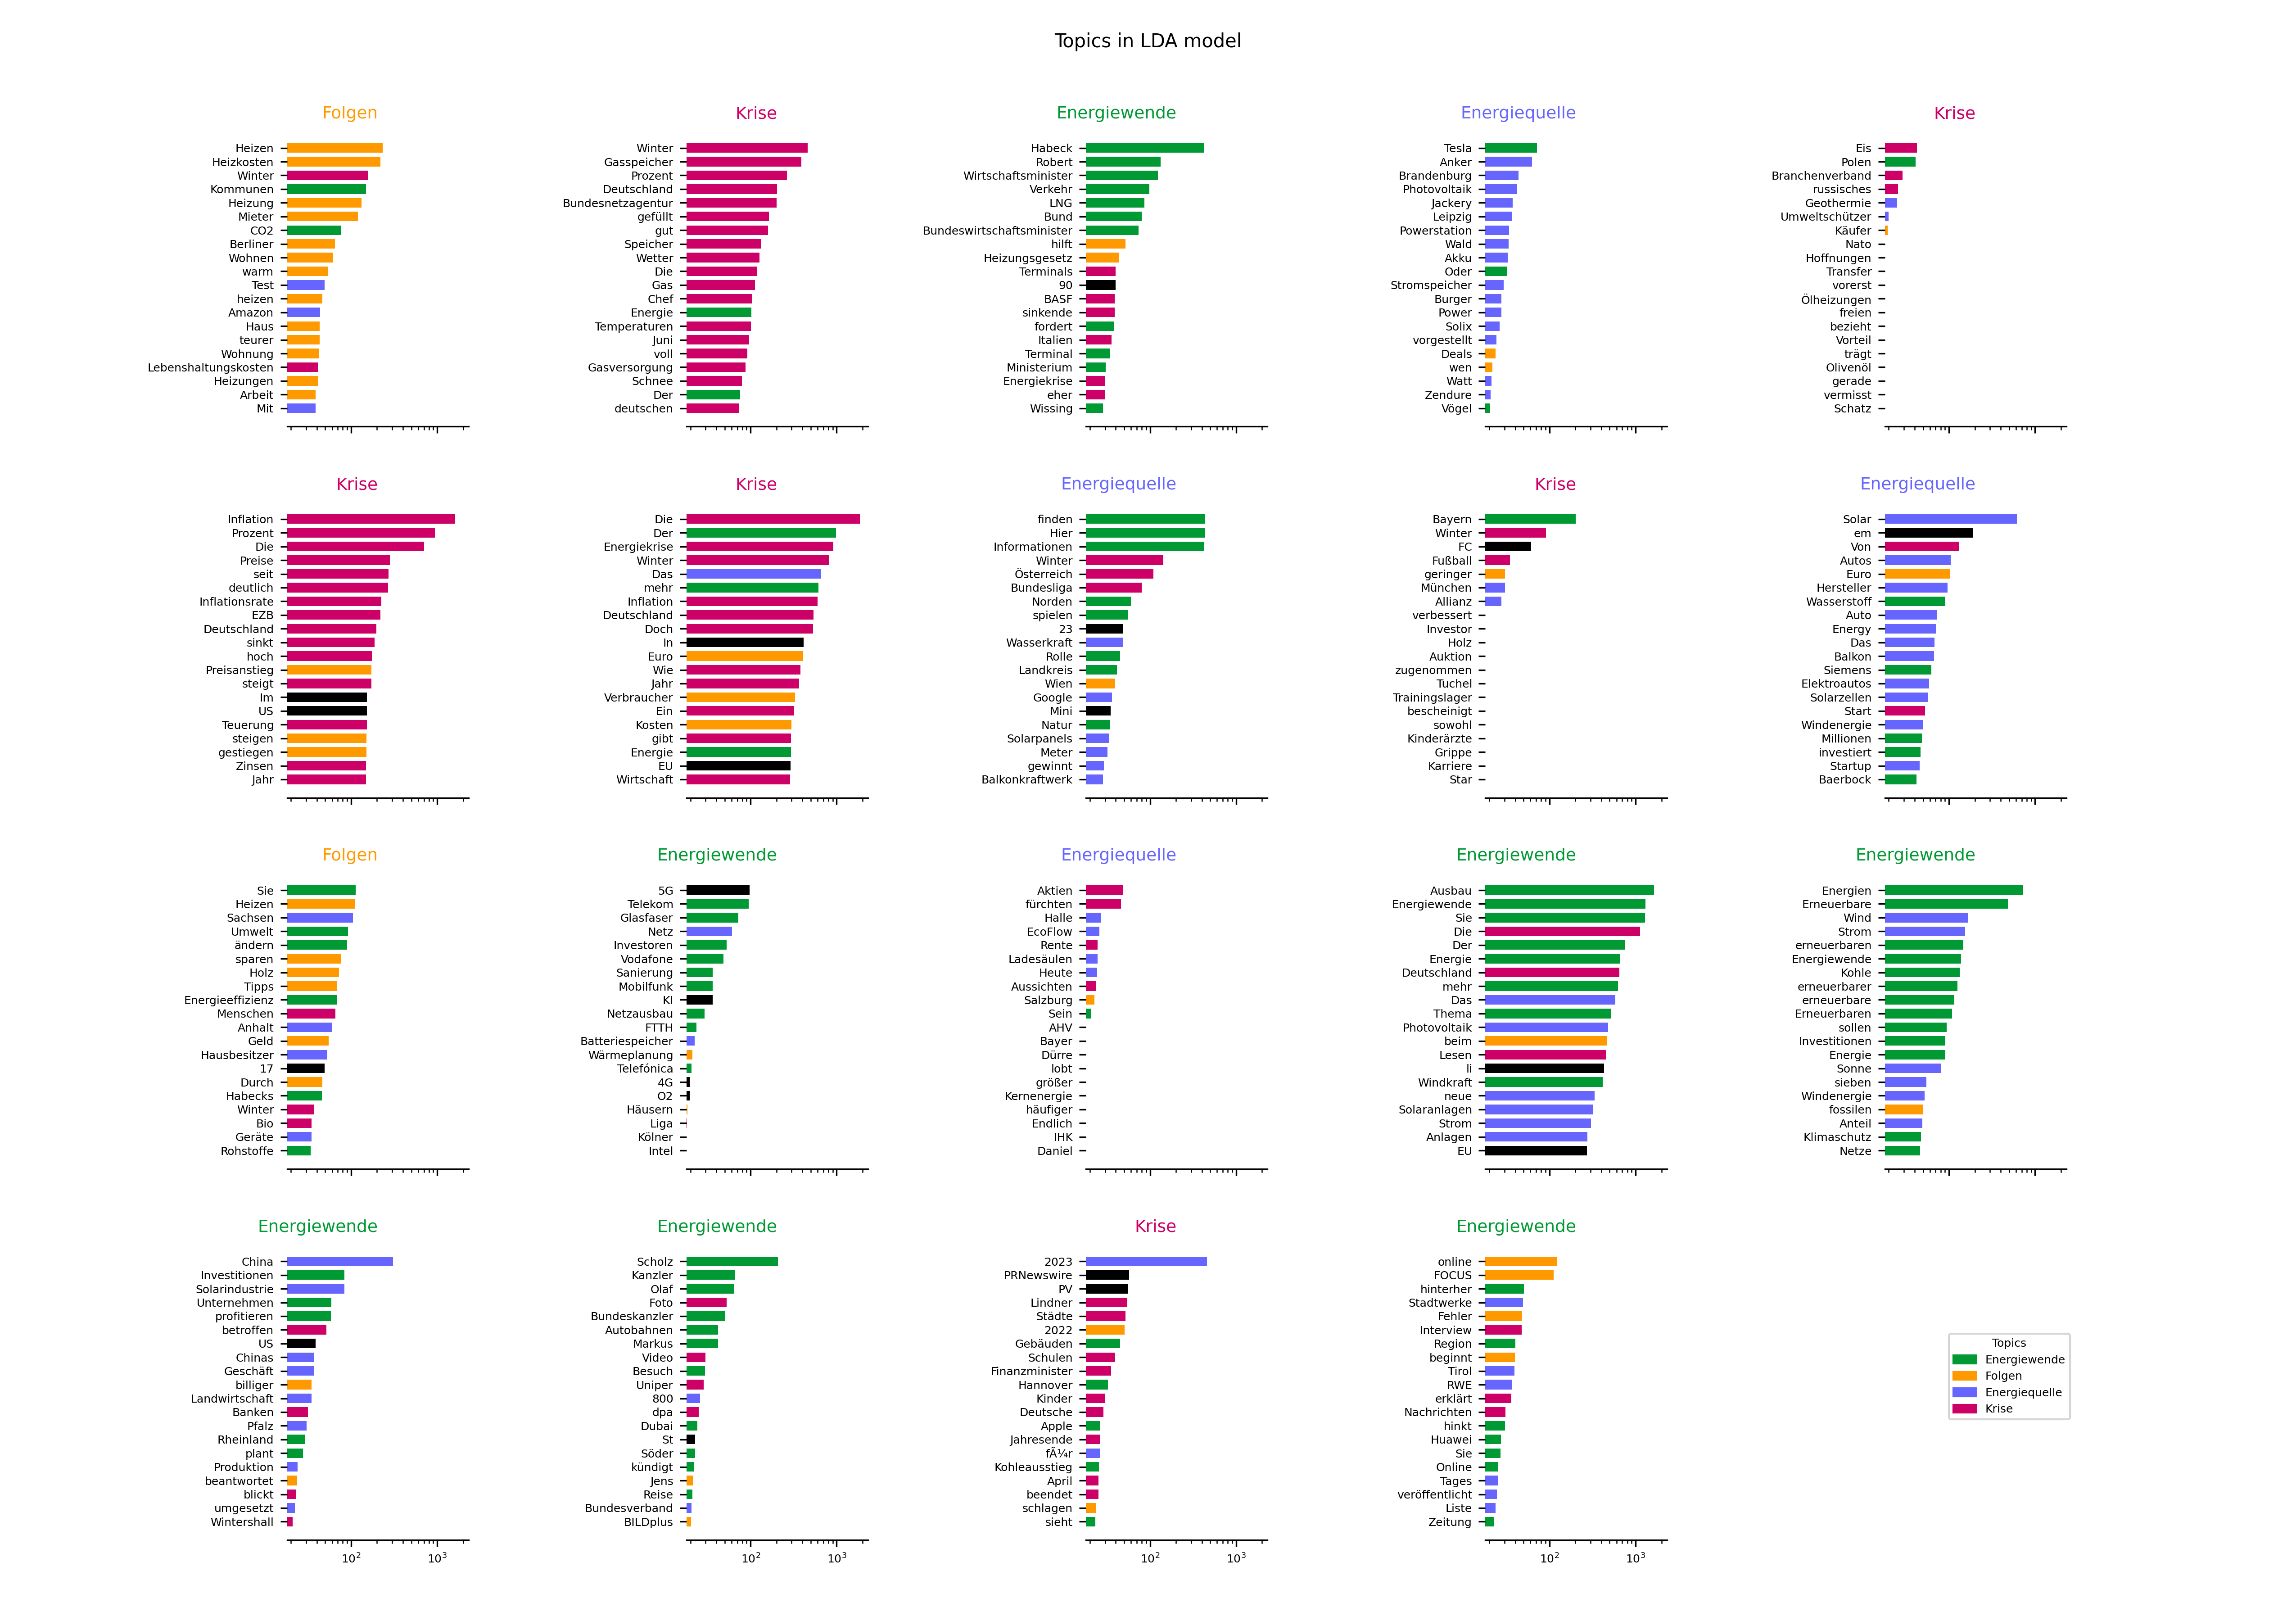 Topics in LDA model
Folgen
Heizen
Heizkosten
Winter
Kommunen
Heizung
Mieter
CO2
Berliner
Wohnen
warm
Test
heizen
Amazon
Haus
teurer
Wohnung
Lebenshaltungskosten
Heizungen
Arbeit
Mit
Krise
Winter
Gasspeicher
Prozent
Deutschland
Bundesnetzagentur
gefüllt
gut
Speicher
Wetter
Die
Gas
Chef
Energie
Temperaturen
Juni
voll
Gasversorgung
Schnee
Der
deutschen
Energiewende
Habeck
Robert
Wirtschaftsminister
Verkehr
LNG
Bund
Bundeswirtschaftsminister
hilft
Heizungsgesetz
Terminals
90
BASF
sinkende
fordert
Italien
Terminal
Ministerium
Energiekrise
eher
Wissing
Energiequelle
Tesla
Anker
Brandenburg
Photovoltaik
Jackery
Leipzig
Powerstation
Wald
Akku
Oder
Stromspeicher
Burger
Power
Solix
vorgestellt
Deals
wen
Watt
Zendure
Vögel
Krise
Eis
Polen
Branchenverband
russisches
Geothermie
Umweltschützer
Käufer
Nato
Hoffnungen
Transfer
vorerst
Ölheizungen
freien
bezieht
Vorteil
trägt
Olivenöl
gerade
vermisst
Schatz
Krise
Inflation
Prozent
Die
Preise
seit
deutlich
Inflationsrate
EZB
Deutschland
sinkt
hoch
Preisanstieg
steigt
Im
US
Teuerung
steigen
gestiegen
Zinsen
Jahr
Krise
Die
Der
Energiekrise
Winter
Das
mehr
Inflation
Deutschland
Doch
In
Euro
Wie
Jahr
Verbraucher
Ein
Kosten
gibt
Energie
EU
Wirtschaft
Energiequelle
finden
Hier
Informationen
Winter
Österreich
Bundesliga
Norden
spielen
23
Wasserkraft
Rolle
Landkreis
Wien
Google
Mini
Natur
Solarpanels
Meter
gewinnt
Balkonkraftwerk
Krise
Bayern
Winter
FC
Fußball
geringer
München
Allianz
verbessert
Investor
Holz
Auktion
zugenommen
Tuchel
Trainingslager
bescheinigt
sowohl
Kinderärzte
Grippe
Karriere
Star
Energiequelle
Solar
em
Von
Autos
Euro
Hersteller
Wasserstoff
Auto
Energy
Das
Balkon
Siemens
Elektroautos
Solarzellen
Start
Windenergie
Millionen
investiert
Startup
Baerbock
Folgen
Sie
Heizen
Sachsen
Umwelt
ändern
sparen
Holz
Tipps
Energieeffizienz
Menschen
Anhalt
Geld
Hausbesitzer
17
Durch
Habecks
Winter
Bio
Geräte
Rohstoffe
Energiewende
5G
Telekom
Glasfaser
Netz
Investoren
Vodafone
Sanierung
Mobilfunk
KI
Netzausbau
FTTH
Batteriespeicher
Wärmeplanung
Telefónica
4G
O2
Häusern
Liga
Kölner
Intel
Energiequelle
Aktien
fürchten
Halle
EcoFlow
Rente
Ladesäulen
Heute
Aussichten
Salzburg
Sein
AHV
Bayer
Dürre
lobt
größer
Kernenergie
häufiger
Endlich
IHK
Daniel
Energiewende
Ausbau
Energiewende
Sie
Die
Der
Energie
Deutschland
mehr
Das
Thema
Photovoltaik
beim
Lesen
li
Windkraft
neue
Solaranlagen
Strom
Anlagen
EU
Energiewende
Energien
Erneuerbare
Wind
Strom
erneuerbaren
Energiewende
Kohle
erneuerbarer
erneuerbare
Erneuerbaren
sollen
Investitionen
Energie
Sonne
sieben
Windenergie
fossilen
Anteil
Klimaschutz
Netze
Energiewende
China
Investitionen
Solarindustrie
Unternehmen
profitieren
betroffen
US
Chinas
Geschäft
billiger
Landwirtschaft
Banken
Pfalz
Rheinland
plant
Produktion
beantwortet
blickt
umgesetzt
Wintershall
10²
10³
Energiewende
Scholz
Kanzler
Olaf
Foto
Bundeskanzler
Autobahnen
Markus
Video
Besuch
Uniper
800
dpa
Dubai
St
Söder
kündigt
Jens
Reise
Bundesverband
BILDplus
10²
10³
Krise
2023
PRNewswire
PV
Lindner
Städte
2022
Gebäuden
Schulen
Finanzminister
Hannover
Kinder
Deutsche
Apple
Jahresende
fÃ¼r
Kohleausstieg
April
beendet
schlagen
sieht
10²
10³
Energiewende
online
FOCUS
hinterher
Stadtwerke
Fehler
Interview
Region
beginnt
Tirol
RWE
erklärt
Nachrichten
hinkt
Huawei
Sie
Online
Tages
veröffentlicht
Liste
Zeitung
10²
10³
Topics
Energiewende
Folgen
Energiequelle
Krise